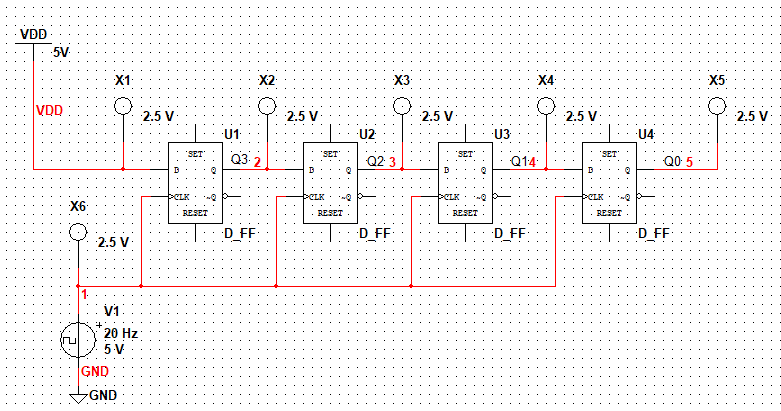 VDD
5V
VDD
X1
2.5 V
X2
2.5 V
X3
2.5 V
X4
2.5 V
X5
2.5 V
U1
SET
D
Q
CLK
~Q
RESET
D_FF
Q3
2
U2
SET
D
Q
CLK
~Q
RESET
D_FF
Q2
3
U3
SET
D
Q
CLK
~Q
RESET
D_FF
Q1
4
U4
SET
D
Q
CLK
~Q
RESET
D_FF
Q0
5
X6
2.5 V
1
V1
+
20 Hz
5 V
GND
GND